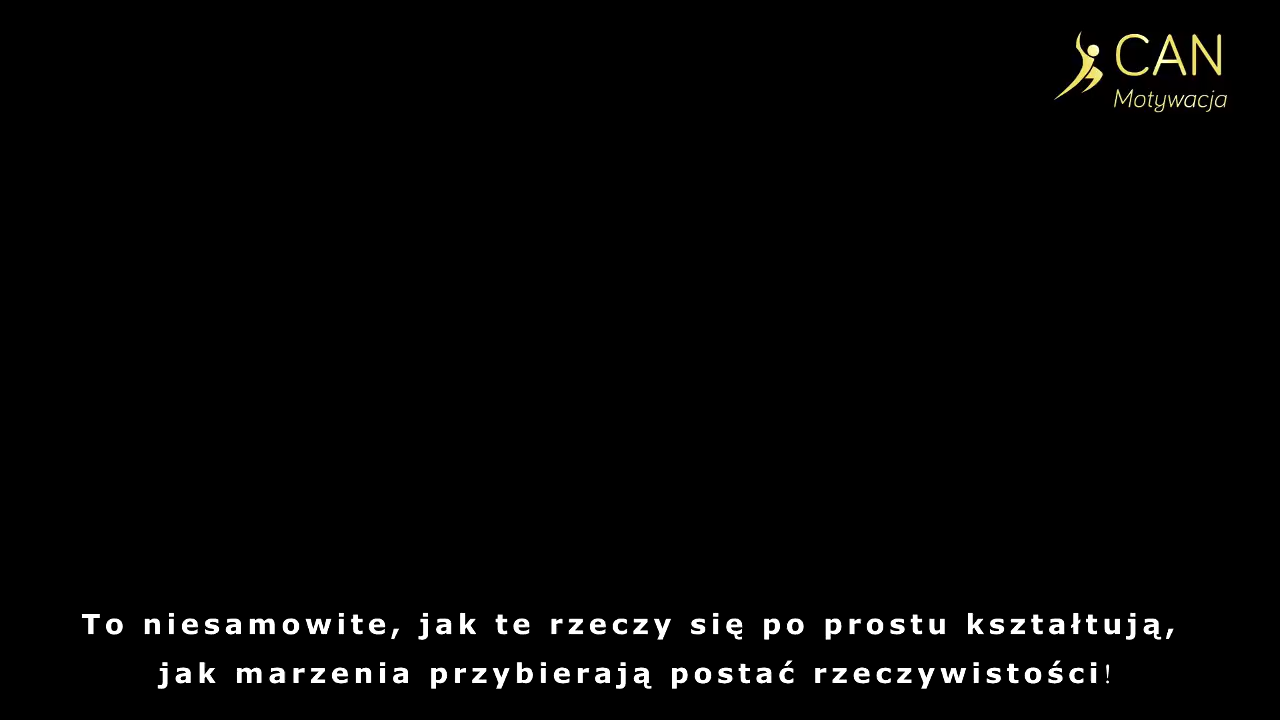 CAN
Motywacja
To niesamowite, jak te rzeczy się po prostu kształtują,
jak marzenia przybierają postać rzeczywistości!